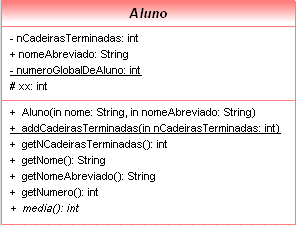 Aluno
- nCadeirasTerminadas: int
+ nomeAbreviado: String
- numeroGlobalDeAluno: int
# xx: int
+ Aluno(in nome: String, in nomeAbreviado: String)
+ addCadeirasTerminadas(in nCadeirasTerminadas: int)
+ getNCadeirasTerminadas(): int
+ getNome(): String
+ getNomeAbreviado(): String
+ getNumero(): int
+ media(): int